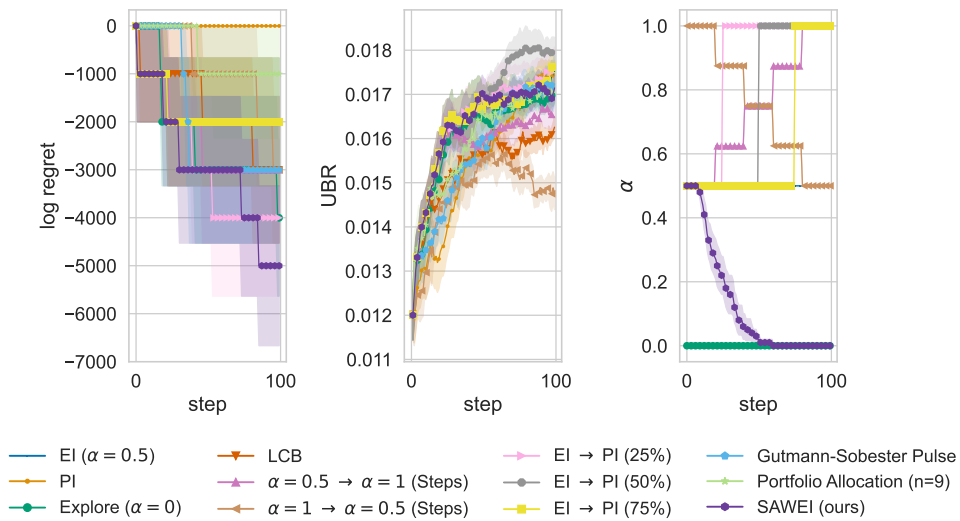 0
−1000
−2000
−3000
−4000
−5000
−6000
−7000
log regret
0
100
step
0.018
0.017
0.016
0.015
0.014
0.013
0.012
0.011
UBR
0
100
step
1.0
0.8
0.6
0.4
0.2
0.0
α
0
100
step
EI (α = 0.5)
PI
Explore (α = 0)
LCB
α = 0.5 → α = 1 (Steps)
α = 1 → α = 0.5 (Steps)
EI → PI (25%)
EI → PI (50%)
EI → PI (75%)
Gutmann-Sobester Pulse
Portfolio Allocation (n=9)
SAWEI (ours)